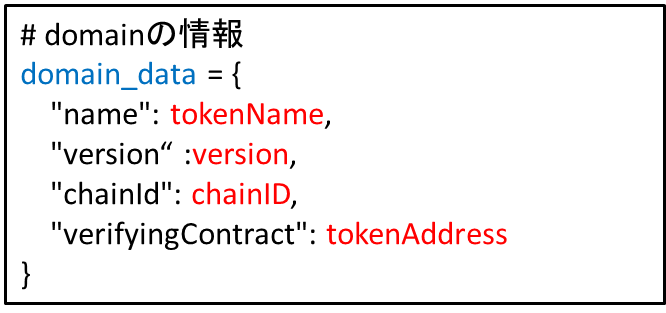 # domainの情報
domain_data = {
"name": tokenName,
"version“ :version,
"chainId": chainID,
"verifyingContract": tokenAddress
}